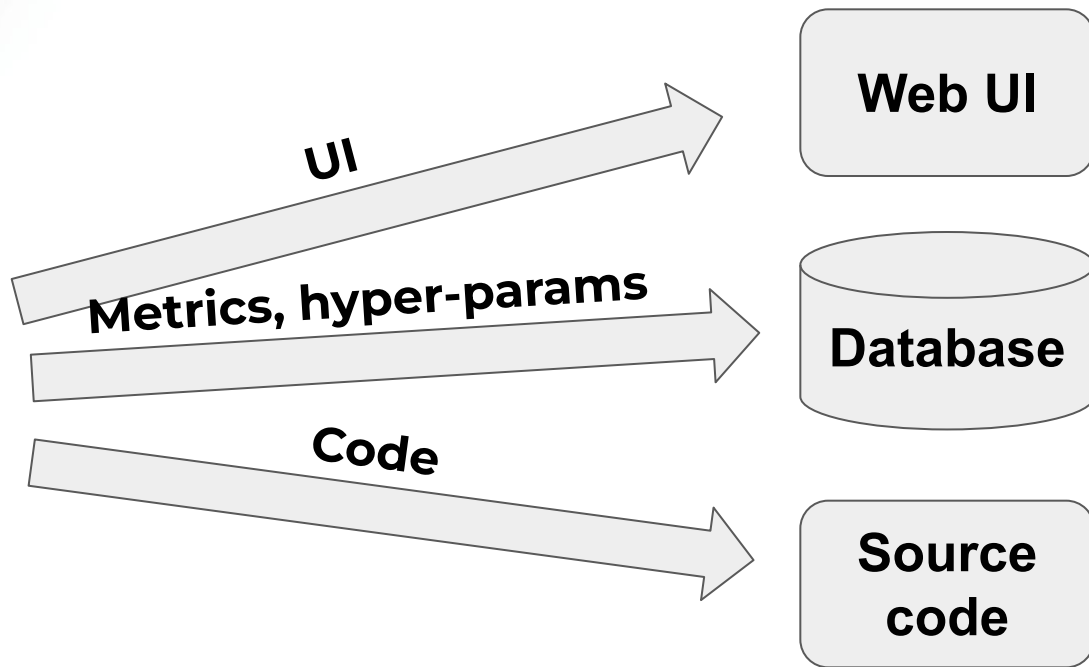 UI
Web UI
Metrics, hyper-params
Database
Code
Source
code